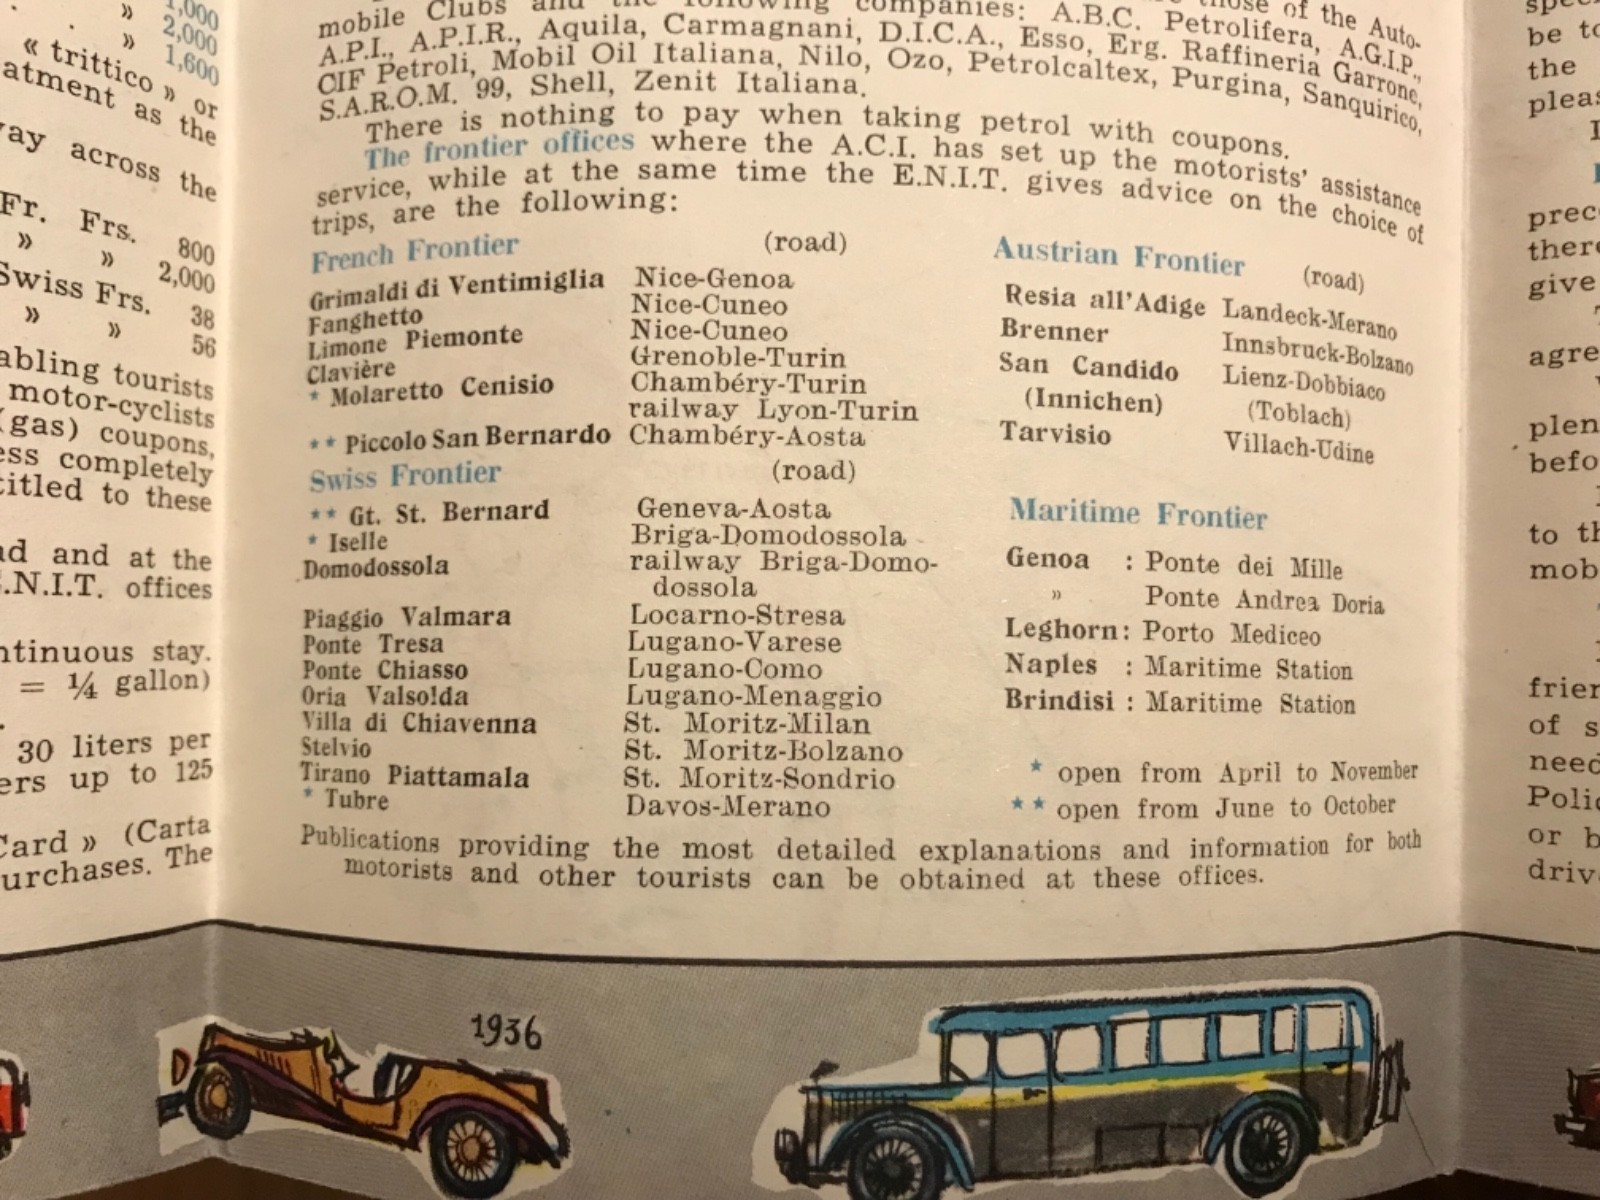 1,000
» 2,000
. » 1,600
« trittico » or
atment as the
way across the
Fr. Frs. 800
» » 2,000
Swiss Frs. 38
» » 56
abling tourists
motor-cyclists
(gas) coupons,
ess completely
titled to these
and at the
E.N.I.T. offices
ntinuous stay.
= ¼ gallon)
30 liters per
ers up to 125
Card » (Carta
urchases. The
mobile Clubs and the following companies: A.B.C. Petrolifera, A.G.I.P.,
those of the Auto-
A.P.I., A.P.I.R., Aquila, Carmagnani, D.I.C.A., Esso, Erg. Raffineria Garrone,
CIF Petroli, Mobil Oil Italiana, Nilo, Ozo, Petrolcaltex, Purgina, Sanquirico,
S.A.R.O.M. 99, Shell, Zenit Italiana.
There is nothing to pay when taking petrol with coupons.
The frontier offices where the A.C.I. has set up the motorists' assistance
service, while at the same time the E.N.I.T. gives advice on the choice of
trips, are the following:
French Frontier (road)
Grimaldi di Ventimiglia Nice-Genoa
Fanghetto Nice-Cuneo
Limone Piemonte Nice-Cuneo
Clavière Grenoble-Turin
* Molaretto Cenisio Chambéry-Turin
railway Lyon-Turin
** Piccolo San Bernardo Chambéry-Aosta
Swiss Frontier (road)
** Gt. St. Bernard Geneva-Aosta
* Iselle Briga-Domodossola
Domodossola railway Briga-Domo-
dossola
Piaggio Valmara Locarno-Stresa
Ponte Tresa Lugano-Varese
Ponte Chiasso Lugano-Como
Oria Valsolda Lugano-Menaggio
Villa di Chiavenna St. Moritz-Milan
Stelvio St. Moritz-Bolzano
Tirano Piattamala St. Moritz-Sondrio
* Tubre Davos-Merano
Austrian Frontier
(road)
Resia all'Adige Landeck-Merano
Brenner Innsbruck-Bolzano
San Candido Lienz-Dobbiaco
(Innichen) (Toblach)
Tarvisio Villach-Udine
Maritime Frontier
Genoa : Ponte dei Mille
» Ponte Andrea Doria
Leghorn: Porto Mediceo
Naples : Maritime Station
Brindisi : Maritime Station
* open from April to November
** open from June to October
Publications providing the most detailed explanations and information for both
motorists and other tourists can be obtained at these offices.
1936
be to
the
pleas
prec
there
give
agre
plen
befo
to th
mob
frien
of s
need
Polic
or b
driv